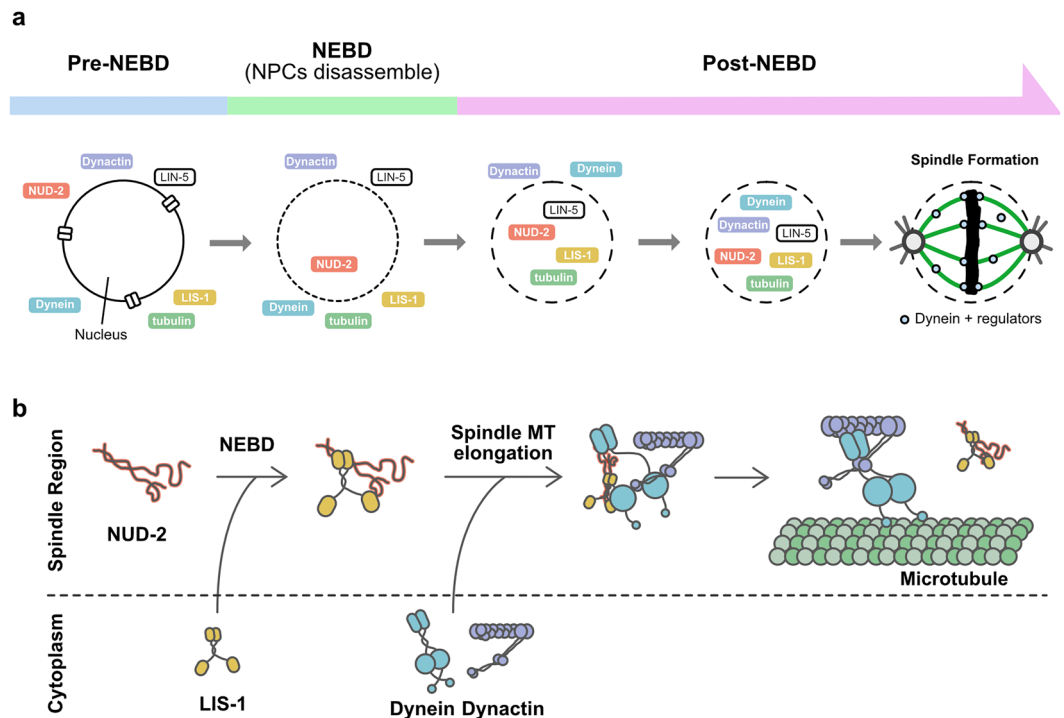 a
Pre-NEBD
NEBD
(NPCs disassemble)
Post-NEBD
Dynactin
LIN-5
NUD-2
Dynein
LIS-1
tubulin
Nucleus
Dynactin
LIN-5
NUD-2
Dynein
LIS-1
tubulin
Dynactin
Dynein
LIN-5
NUD-2
LIS-1
tubulin
Dynein
Dynactin
LIN-5
NUD-2
LIS-1
tubulin
Spindle Formation
Dynein + regulators
b
Spindle Region
NUD-2
NEBD
Spindle MT
elongation
Microtubule
Cytoplasm
LIS-1
Dynein Dynactin